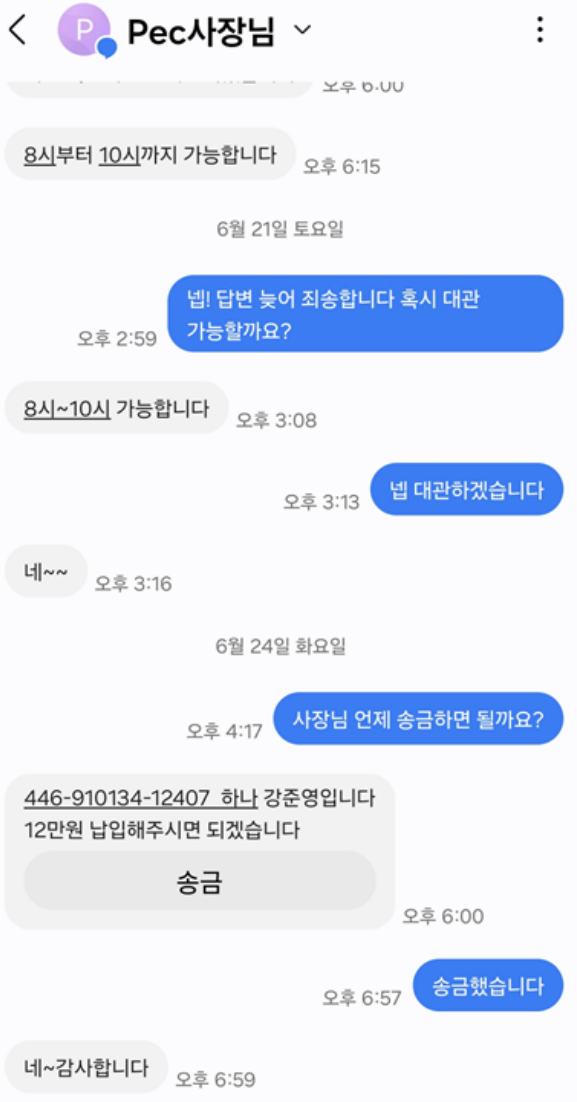 P
Pec사장님
오후 6:00
8시부터 10시까지 가능합니다
오후 6:15
6월 21일 토요일
넵! 답변 늦어 죄송합니다 혹시 대관
가능할까요?
오후 2:59
8시~10시 가능합니다
오후 3:08
넵 대관하겠습니다
오후 3:13
네~~
오후 3:16
6월 24일 화요일
사장님 언제 송금하면 될까요?
오후 4:17
446-910134-12407 하나 강준영입니다
12만원 납입해주시면 되겠습니다
송금
오후 6:00
송금했습니다
오후 6:57
네~감사합니다
오후 6:59